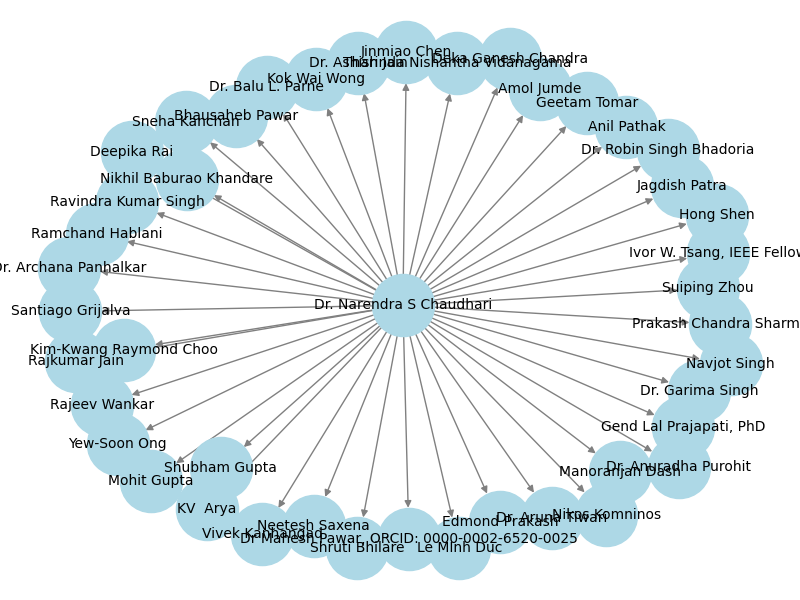 Jinmiao Chen
Dr. Ashish Jain
Tharindu Nishantha Vidanagama
Deka Ganesh Chandra
Kok Wai Wong
Dr. Balu L. Parne
Amol Jumde
Geetam Tomar
Bhausaheb Pawar
Sneha Kanchan
Anil Pathak
Deepika Rai
Dr. Robin Singh Bhadoria
Nikhil Baburao Khandare
Jagdish Patra
Ravindra Kumar Singh
Hong Shen
Ramchand Hablani
Ivor W. Tsang, IEEE Fellow
Dr. Archana Panhalkar
Suiping Zhou
Dr. Narendra S Chaudhari
Santiago Grijalva
Prakash Chandra Sharm
Kim-Kwang Raymond Choo
Rajkumar Jain
Navjot Singh
Dr. Garima Singh
Rajeev Wankar
Gend Lal Prajapati, PhD
Yew-Soon Ong
Shubham Gupta
Dr. Anuradha Purohit
Manoranjan Dash
Mohit Gupta
KV Arya
Nikos Komninos
Dr. Aruna Tiwari
Edmond Prakash
Neetesh Saxena
Vivek Kanhangad
Dr Mahesh Pawar, ORCID: 0000-0002-6520-0025
Shruti Bhilare
Le Minh Duc